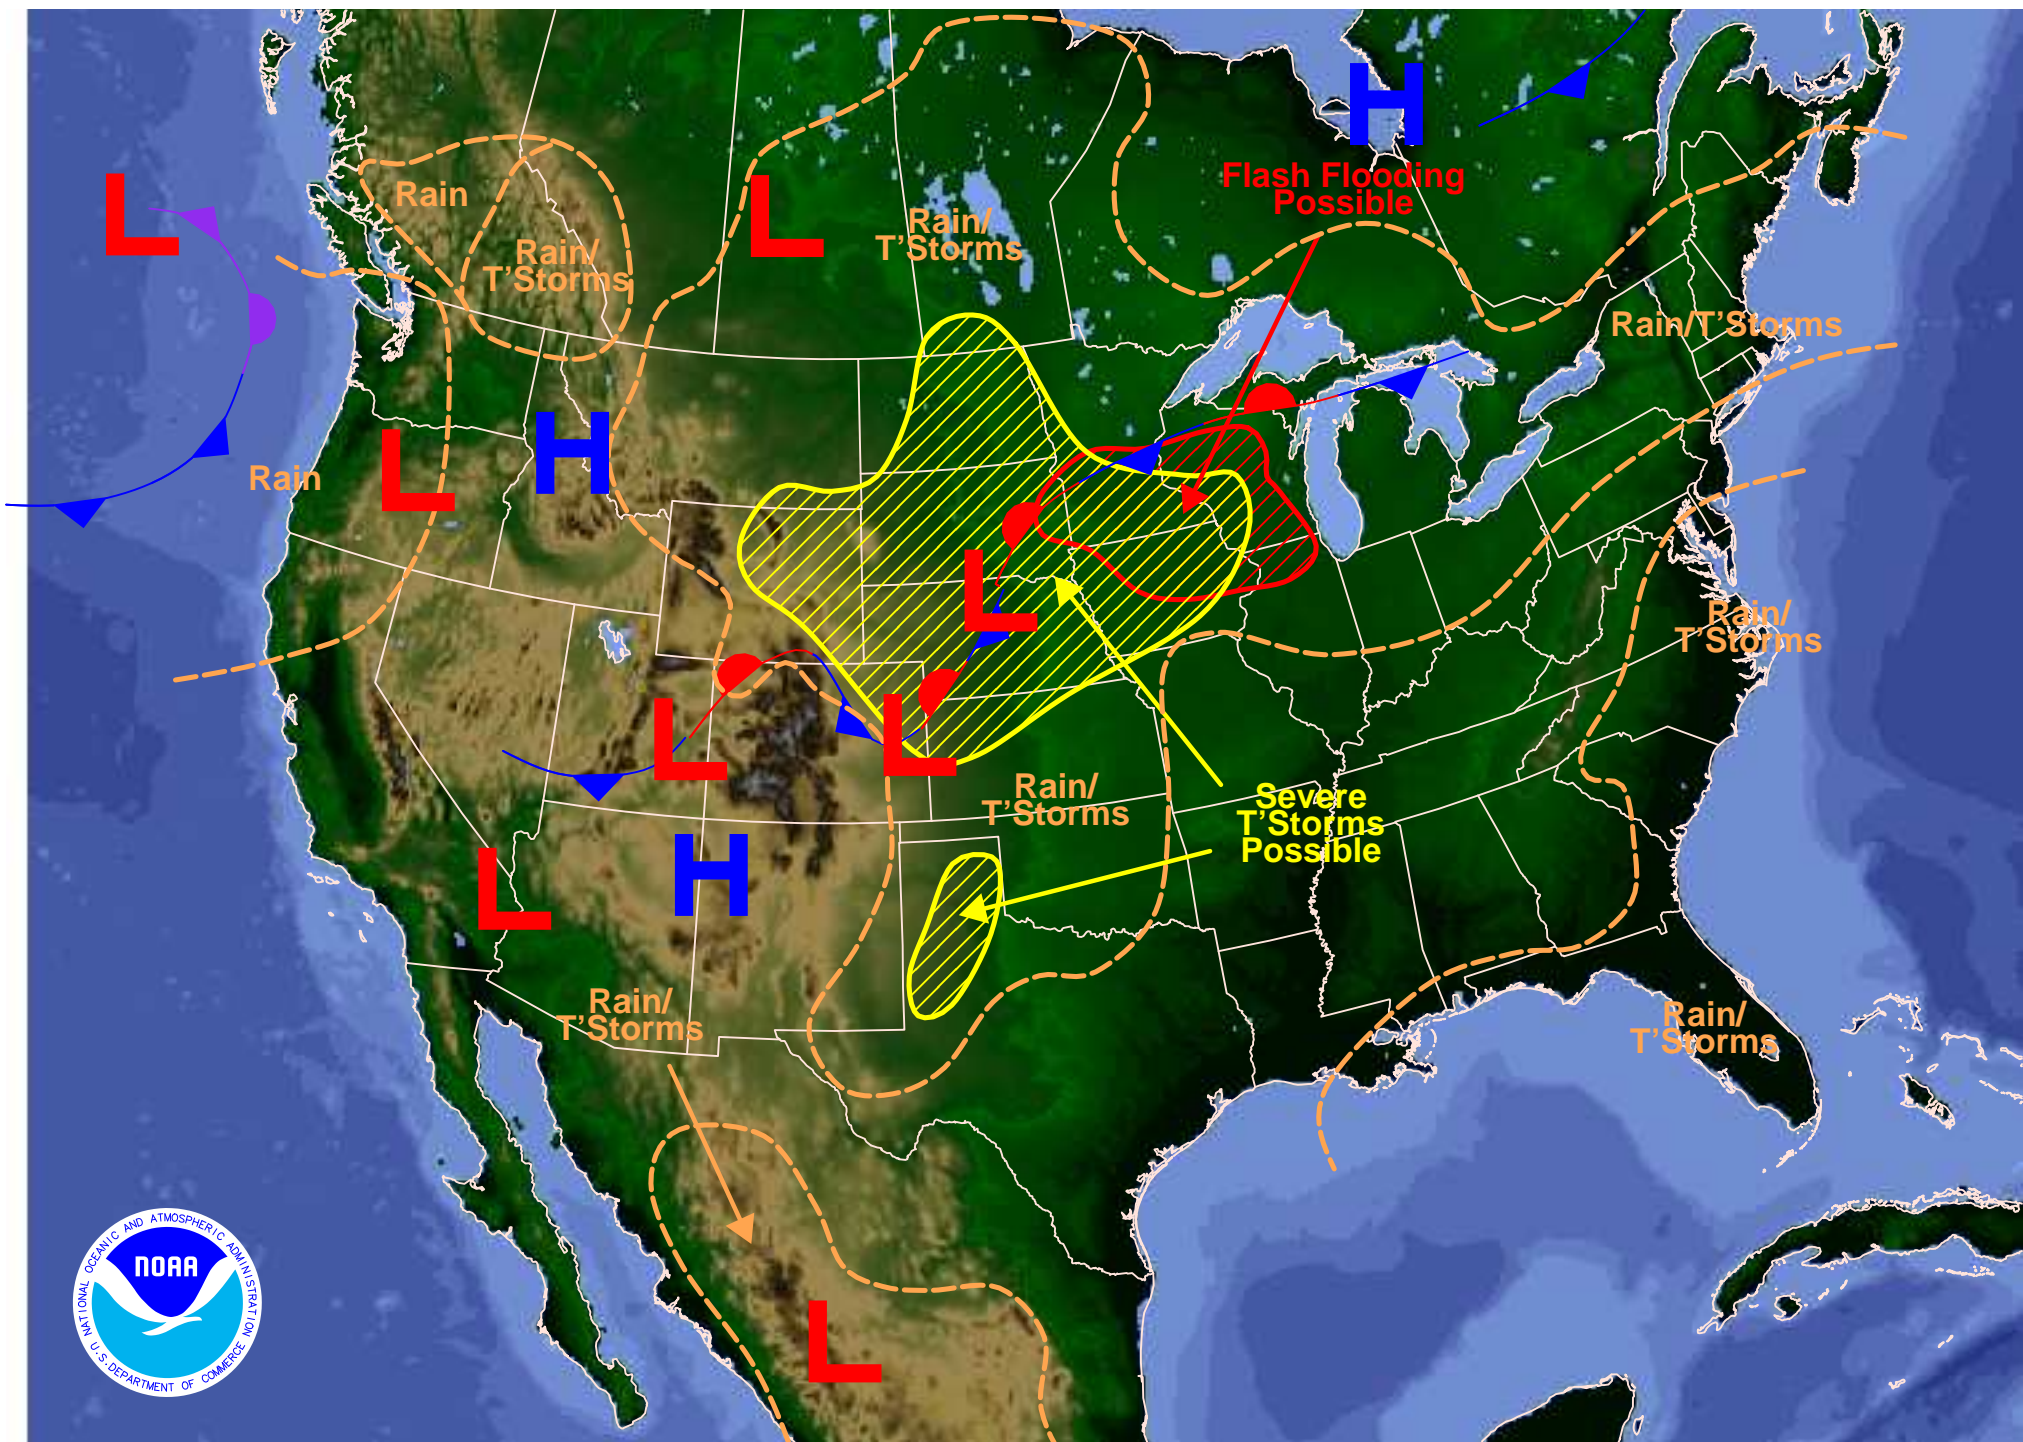 H
Flash Flooding
Possible
L
L
Rain
Rain/
T'Storms
Rain/
T'Storms
Rain/T'Storms
H
L
Rain
L
Rain/
T'Storms
L
L
Rain/
T'Storms
Severe
T'Storms
Possible
H
L
Rain/
T'Storms
Rain/
T'Storms
L
NOAA
NATIONAL OCEANIC AND ATMOSPHERIC ADMINISTRATION
U.S. DEPARTMENT OF COMMERCE